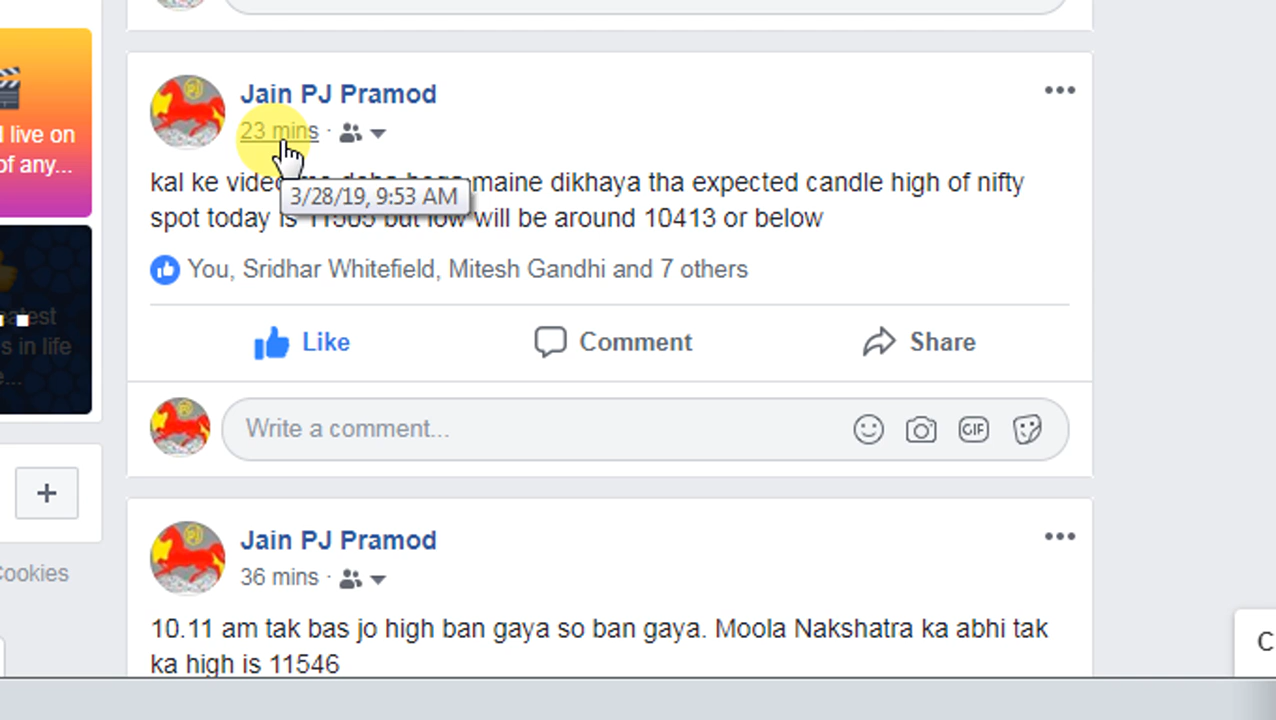 l live on
of any...
s in life
Cookies
Jain PJ Pramod
23 mins ·
3/28/19, 9:53 AM
kal ke video maine dikhaya tha expected candle high of nifty
spot today is 11505 but low will be around 10413 or below
You, Sridhar Whitefield, Mitesh Gandhi and 7 others
Like
Comment
Share
Write a comment...
GIF
Jain PJ Pramod
36 mins ·
10.11 am tak bas jo high ban gaya so ban gaya. Moola Nakshatra ka abhi tak
ka high is 11546
C